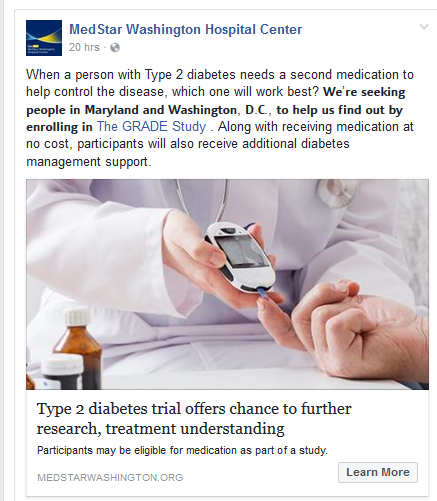 MedStar Washington Hospital Center
20 hrs ·
When a person with Type 2 diabetes needs a second medication to
help control the disease, which one will work best? We're seeking
people in Maryland and Washington, D.C., to help us find out by
enrolling in The GRADE Study . Along with receiving medication at
no cost, participants will also receive additional diabetes
management support.
Type 2 diabetes trial offers chance to further
research, treatment understanding
Participants may be eligible for medication as part of a study.
MEDSTARWASHINGTON.ORG
Learn More